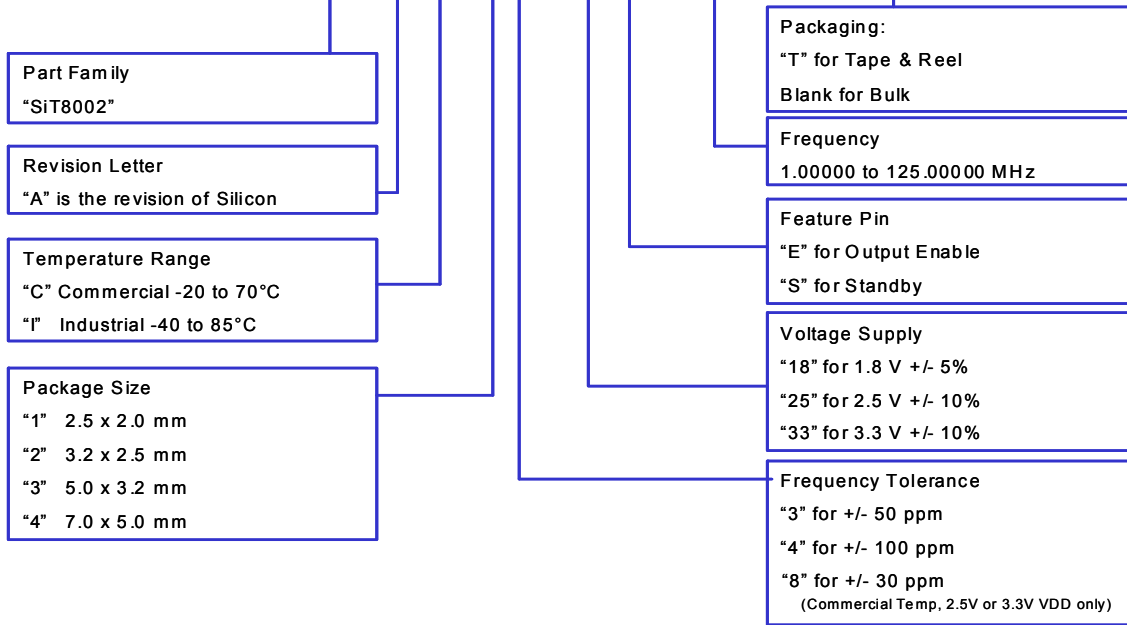 Part Family
“SiT8002”
Revision Letter
“A” is the revision of Silicon
Temperature Range
“C” Commercial -20 to 70°C
“I” Industrial -40 to 85°C
Package Size
“1” 2.5 x 2.0 mm
“2” 3.2 x 2.5 mm
“3” 5.0 x 3.2 mm
“4” 7.0 x 5.0 mm
Packaging:
“T” for Tape & Reel
Blank for Bulk
Frequency
1.00000 to 125.00000 MHz
Feature Pin
“E” for Output Enable
“S” for Standby
Voltage Supply
“18” for 1.8 V +/- 5%
“25” for 2.5 V +/- 10%
“33” for 3.3 V +/- 10%
Frequency Tolerance
“3” for +/- 50 ppm
“4” for +/- 100 ppm
“8” for +/- 30 ppm
(Commercial Temp, 2.5V or 3.3V VDD only)